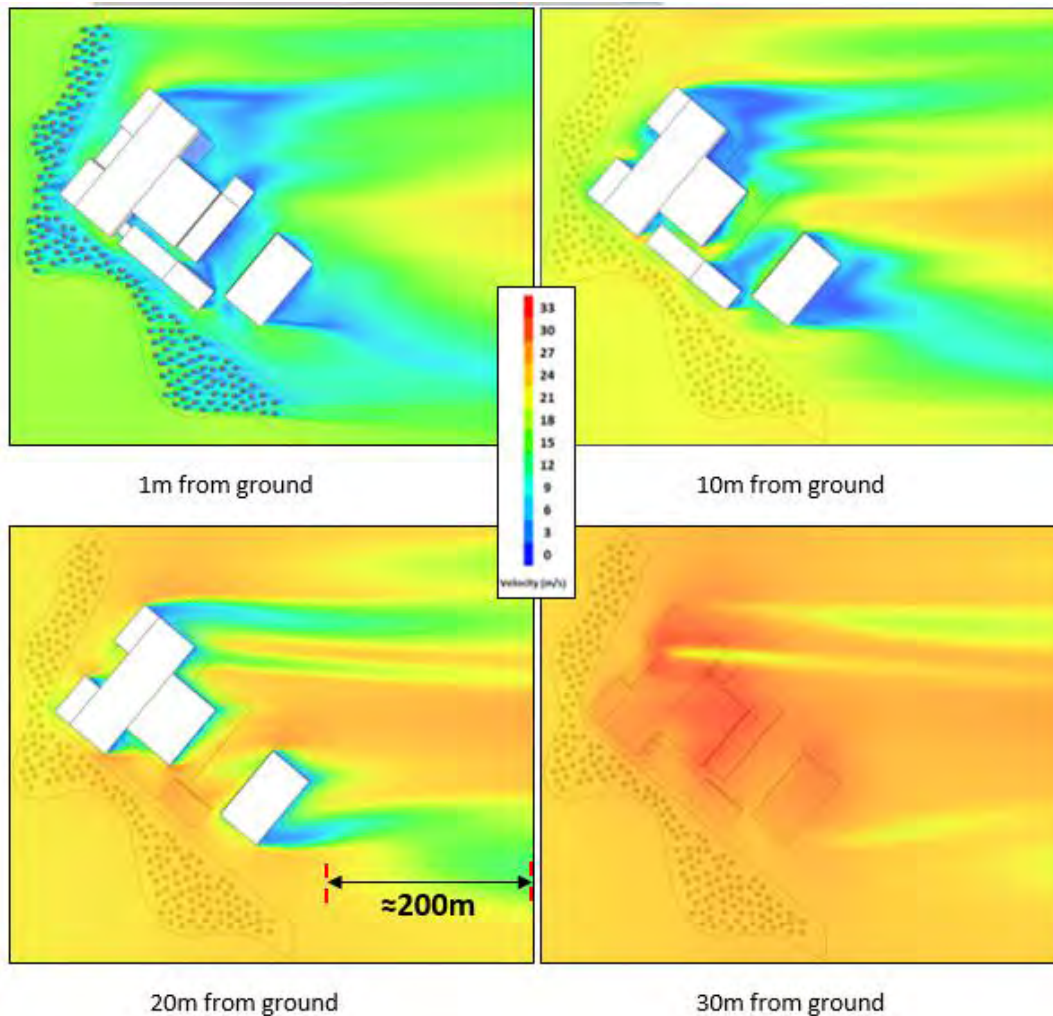 1m from ground
10m from ground
33
30
27
24
21
18
15
12
9
6
3
0
Velocity (m/s)
≈200m
20m from ground
30m from ground